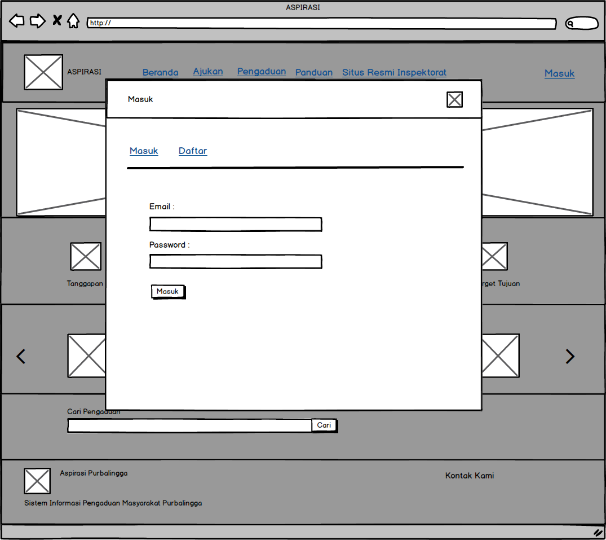 ASPIRASI
http://
ASPIRASI
Beranda Ajukan Pengaduan Panduan Situs Resmi Inspektorat Masuk
Masuk
Masuk Daftar
Email :
Password :
Masuk
Tanggapan
rget Tujuan
Cari Pengaduan
Cari
Aspirasi Purbalingga
Kontak Kami
Sistem Informasi Pengaduan Masyarakat Purbalingga